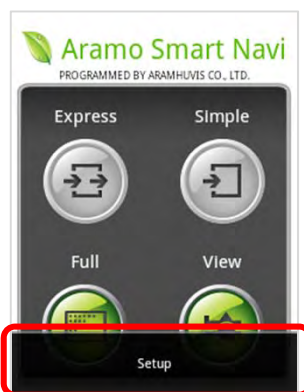 Aramo Smart Navi
PROGRAMMED BY ARAMHUVIS CO., LTD.
Express Simple
Full View
Setup